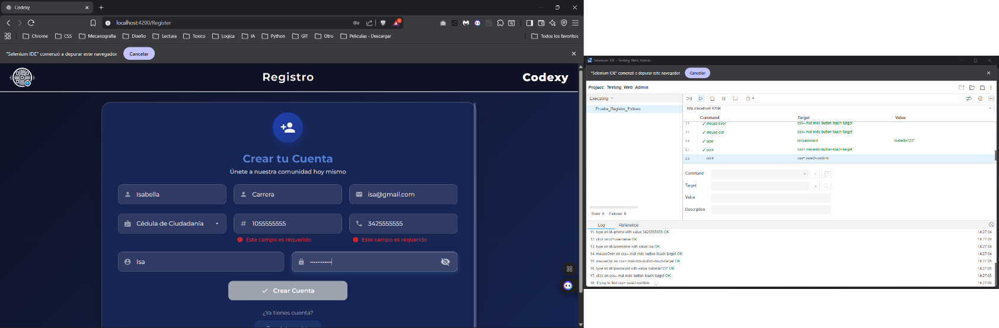 Codexy
localhost:4200/Register
Chrome CSS Mecanografia Diseño Lectura Toxico Logica IA Python GIT Otro Peliculas - Descargar Todos los favoritos
"Selenium IDE" comenzó a depurar este navegador Cancelar
Registro
Codexy
Crear tu Cuenta
Únete a nuestra comunidad hoy mismo
Isabella
Carrera
isa@gmail.com
Cédula de Ciudadanía
# 1055555555
3425555555
Este campo es requerido
Este campo es requerido
Isa
••••••••••••
Crear Cuenta
¿Ya tienes cuenta?
Selenium IDE - Testing_Web_Admin
"Selenium IDE" comenzó a depurar este navegador Cancelar
Project: Testing_Web_Admin
Executing
Prueba_Registro_Exitoso
http://localhost:4200/
Command Target Value
14 ✓ mouse over css=.mat-mdc-button-touch-target
15 ✓ mouse out css=.mat-mdc-button-touch-target
16 ✓ type id=password Isabella123*
17 ✓ click css=.mat-mdc-button-touch-target
18 click css=.swal2-confirm
Command
//
Target
Value
Description
Runs: 0 Failures: 0
Log Reference
11. type on id=phone with value 3425555555 OK 14:27:04
12. click on id=username OK 14:27:04
13. type on id=username with value Isa OK 14:27:04
14. mouseOver on css=.mat-mdc-button-touch-target OK 14:27:04
15. mouseOut on css=.mat-mdc-button-touch-target OK 14:27:05
16. type on id=password with value Isabella123* OK 14:27:05
17. click on css=.mat-mdc-button-touch-target OK 14:27:05
18. Trying to find css=.swal2-confirm... 14:27:06